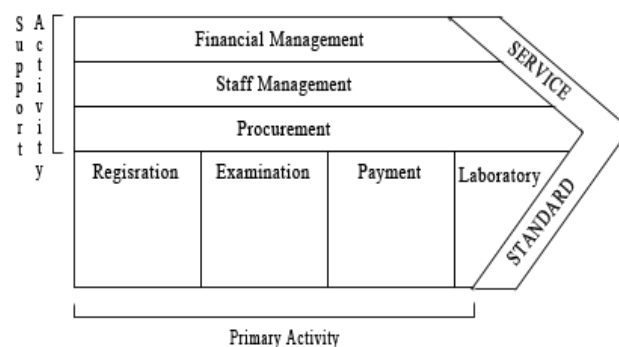 Support
Activity
Financial Management
Staff Management
Procurement
Regisration
Examination
Payment
Laboratory
SERVICE
STANDARD
Primary Activity